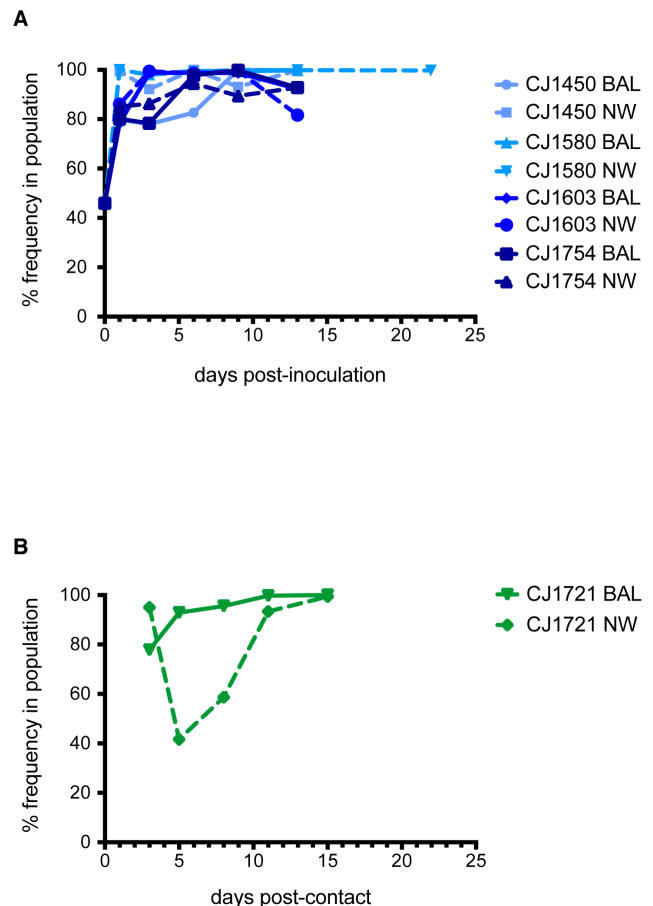 A
% frequency in population
100
80
60
40
20
0
0 5 10 15 20 25
days post-inoculation
CJ1450 BAL
CJ1450 NW
CJ1580 BAL
CJ1580 NW
CJ1603 BAL
CJ1603 NW
CJ1754 BAL
CJ1754 NW
B
% frequency in population
100
80
60
40
20
0
0 5 10 15 20 25
days post-contact
CJ1721 BAL
CJ1721 NW